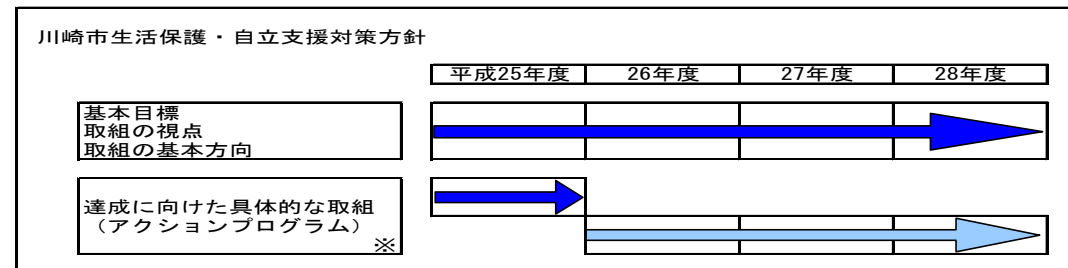 川崎市生活保護・自立支援対策方針
平成25年度 26年度 27年度 28年度
基本目標
取組の視点
取組の基本方向
達成に向けた具体的な取組
（アクションプログラム）
※